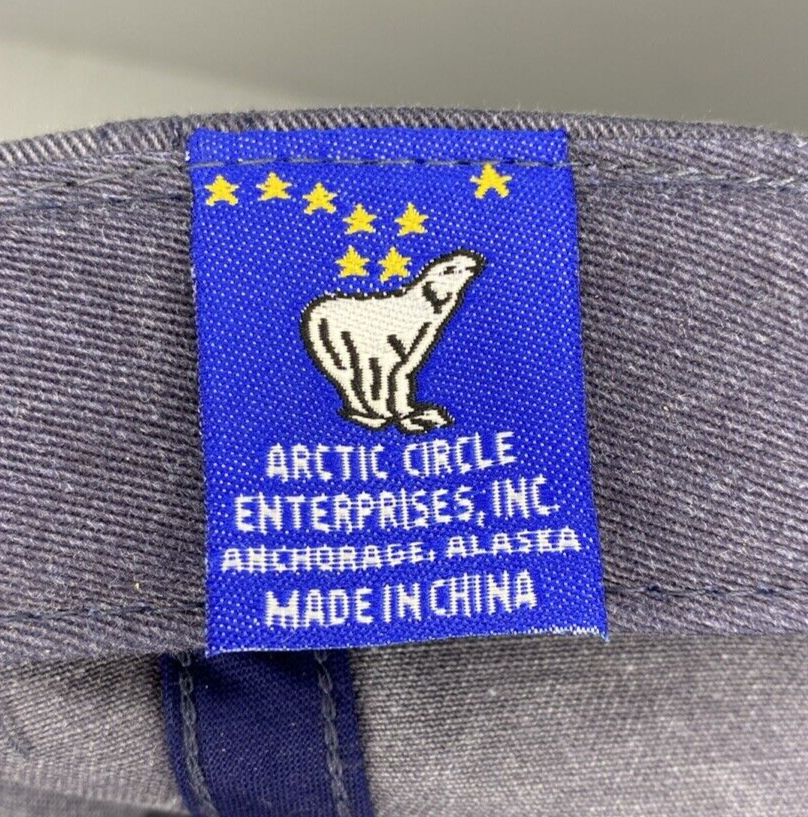 ARCTIC CIRCLE
ENTERPRISES, INC.
ANCHORAGE, ALASKA
MADE IN CHINA